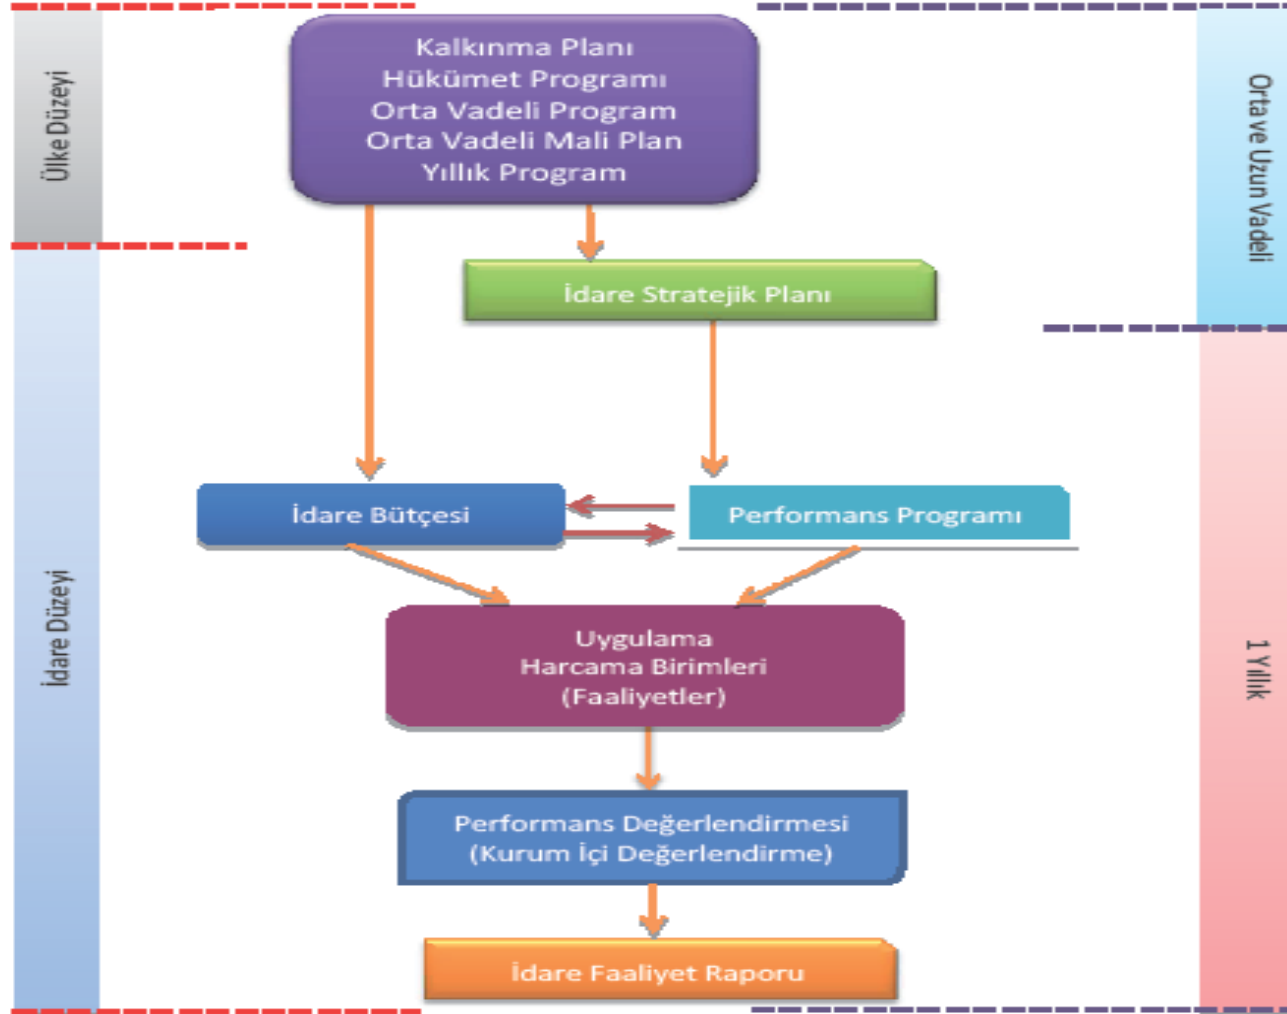 Ülke Düzeyi
Kalkınma Planı
Hükümet Programı
Orta Vadeli Program
Orta Vadeli Mali Plan
Yıllık Program
Orta ve Uzun Vadeli
İdare Stratejik Planı
İdare Düzeyi
İdare Bütçesi
Performans Programı
Uygulama
Harcama Birimleri
(Faaliyetler)
1 Yıllık
Performans Değerlendirmesi
(Kurum İçi Değerlendirme)
İdare Faaliyet Raporu